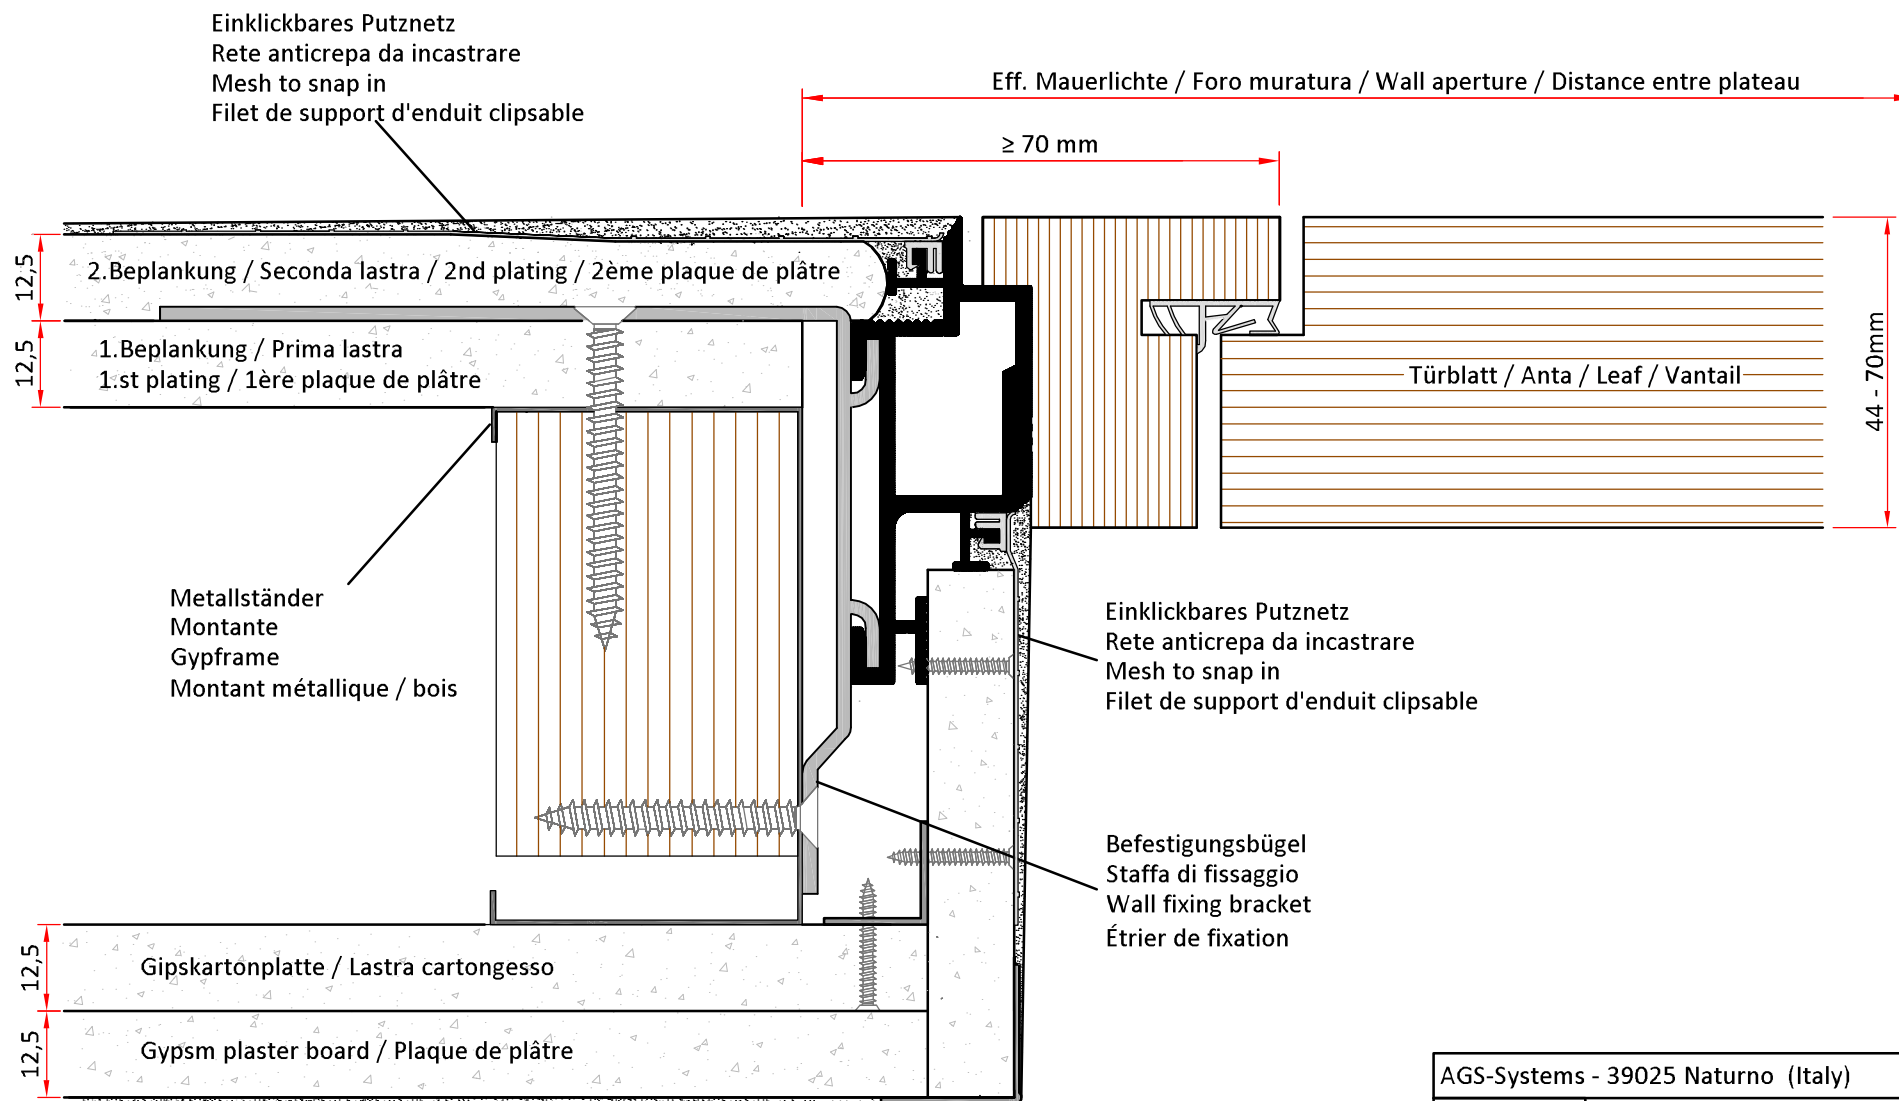 Einklickbares Putznetz
Rete anticrepa da incastrare
Mesh to snap in
Filet de support d'enduit clipsable
Eff. Mauerlichte / Foro muratura / Wall aperture / Distance entre plateau
≥ 70 mm
12,5
2.Beplankung / Seconda lastra / 2nd plating / 2ème plaque de plâtre
12,5
1.Beplankung / Prima lastra
1.st plating / 1ère plaque de plâtre
Türblatt / Anta / Leaf / Vantail
44 - 70mm
Metallständer
Montante
Gypframe
Montant métallique / bois
Einklickbares Putznetz
Rete anticrepa da incastrare
Mesh to snap in
Filet de support d'enduit clipsable
Befestigungsbügel
Staffa di fissaggio
Wall fixing bracket
Étrier de fixation
12,5
Gipskartonplatte / Lastra cartongesso
12,5
Gypsm plaster board / Plaque de plâtre
AGS-Systems - 39025 Naturno (Italy)